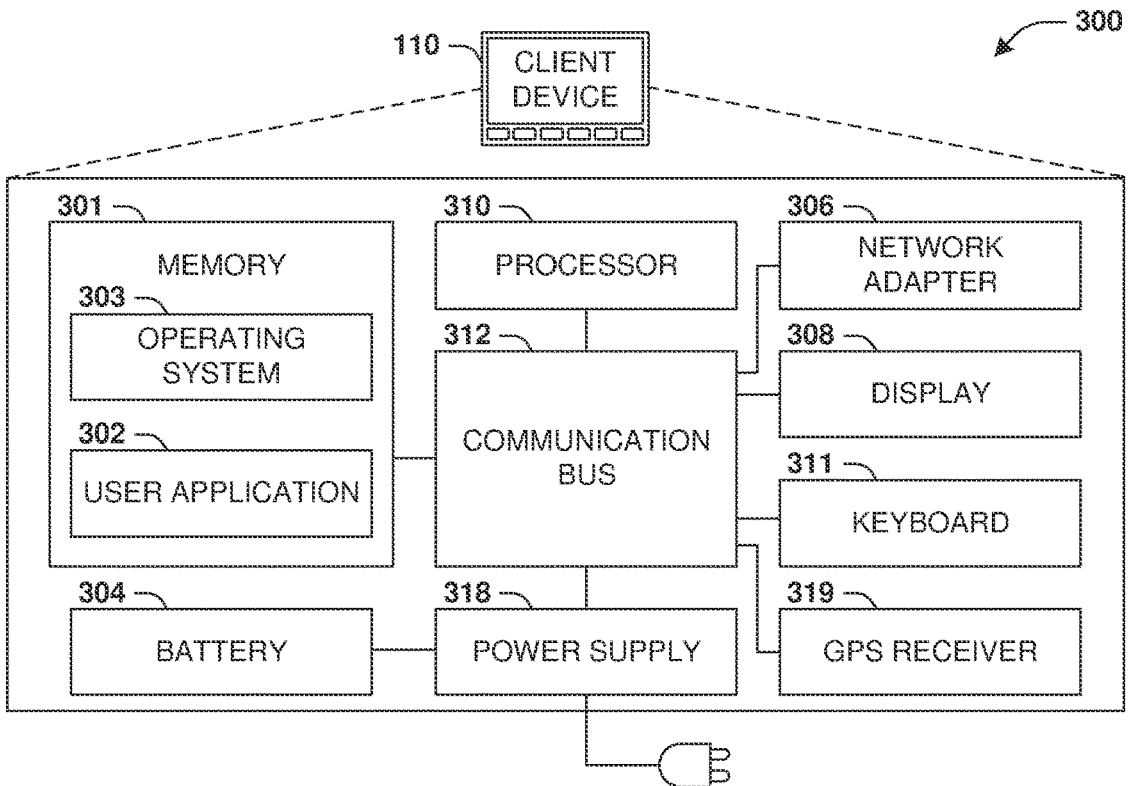 300
110
CLIENT
DEVICE
301
MEMORY
303
OPERATING
SYSTEM
302
USER APPLICATION
304
BATTERY
310
PROCESSOR
312
COMMUNICATION
BUS
318
POWER SUPPLY
306
NETWORK
ADAPTER
308
DISPLAY
311
KEYBOARD
319
GPS RECEIVER